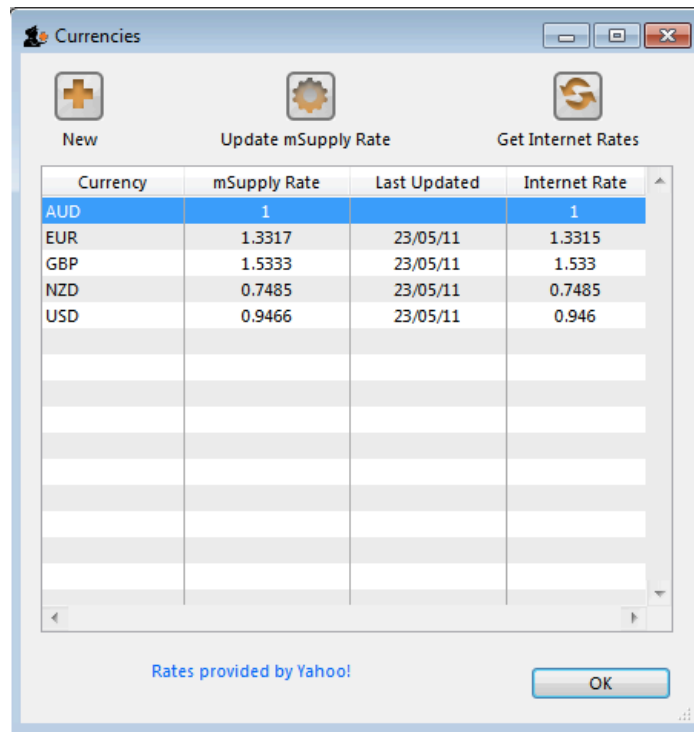 Currencies
New Update mSupply Rate Get Internet Rates
Currency mSupply Rate Last Updated Internet Rate
AUD 1 1
EUR 1.3317 23/05/11 1.3315
GBP 1.5333 23/05/11 1.533
NZD 0.7485 23/05/11 0.7485
USD 0.9466 23/05/11 0.946
Rates provided by Yahoo!
OK